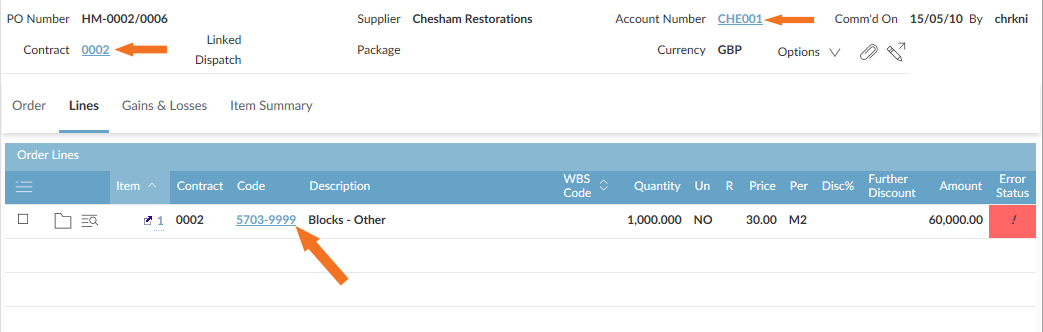 PO Number HM-0002/0006 Supplier Chesham Restorations Account Number CHE001 Comm'd On 15/05/10 By chrkni
Contract 0002 Linked Dispatch Package Currency GBP Options
Order Lines Gains & Losses Item Summary
Order Lines
Item Contract Code Description WBS Code Quantity Un R Price Per Disc% Further Discount Amount Error Status
1 0002 5703-9999 Blocks - Other 1,000.000 NO 30.00 M2 60,000.00 !